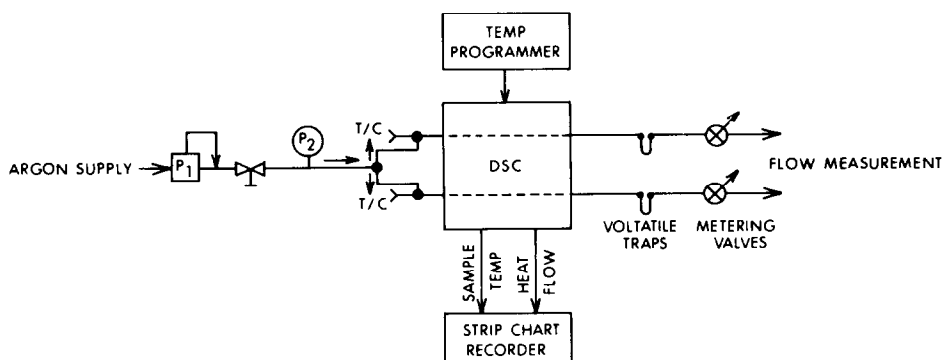 TEMP
PROGRAMMER
T/C
P2
ARGON SUPPLY
P1
DSC
FLOW MEASUREMENT
T/C
VOLTATILE
TRAPS
METERING
VALVES
SAMPLE
TEMP
HEAT
FLOW
STRIP CHART
RECORDER